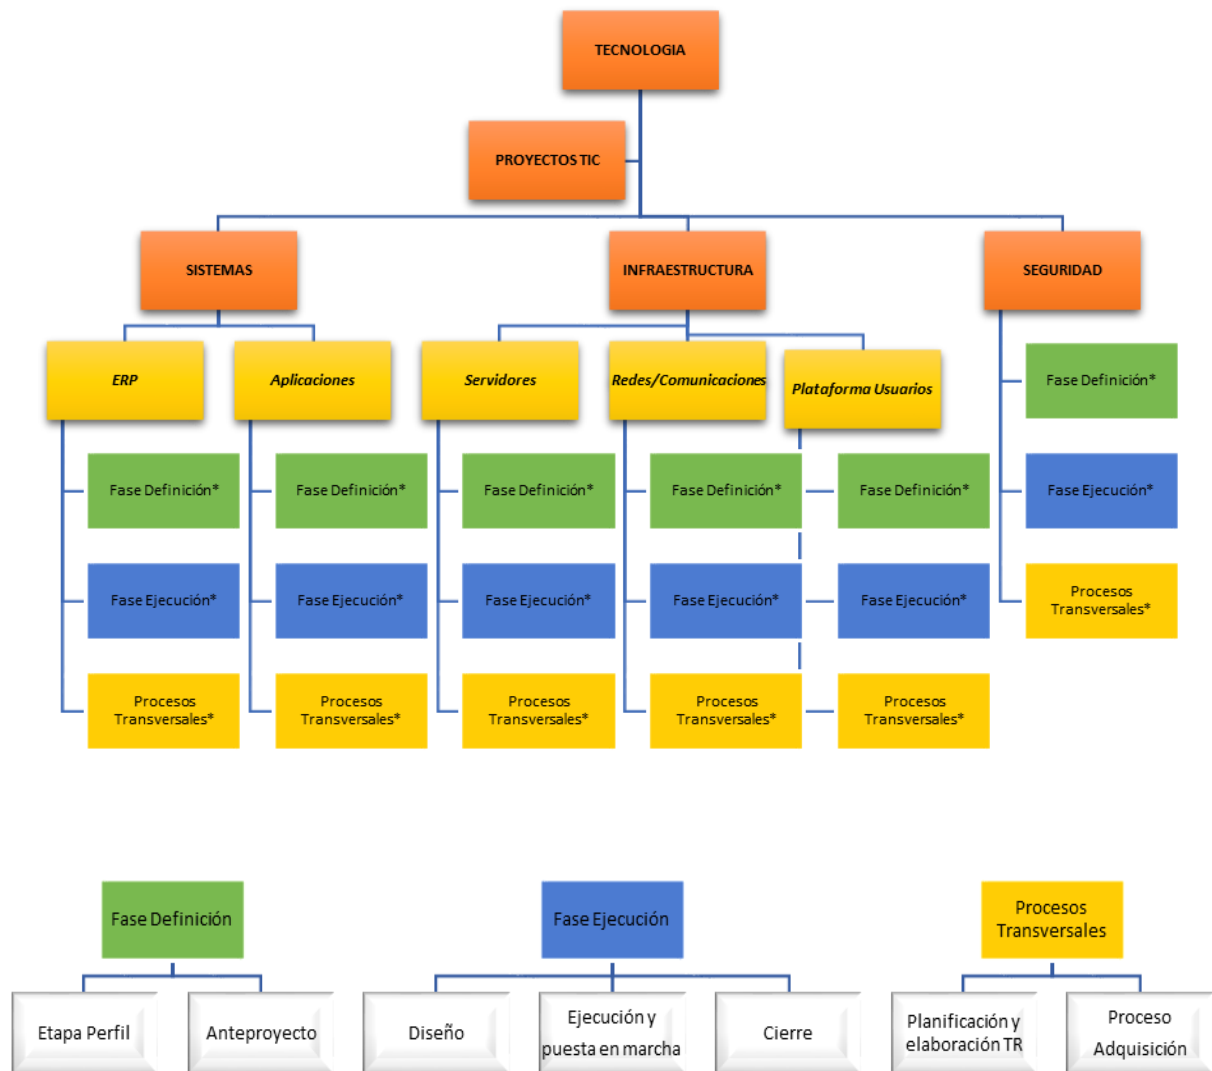 TECNOLOGIA
PROYECTOS TIC
SISTEMAS
INFRAESTRUCTURA
SEGURIDAD
ERP
Aplicaciones
Servidores
Redes/Comunicaciones
Plataforma Usuarios
Fase Definición*
Fase Definición*
Fase Definición*
Fase Definición*
Fase Definición*
Fase Definición*
Fase Ejecución*
Fase Ejecución*
Fase Ejecución*
Fase Ejecución*
Fase Ejecución*
Fase Ejecución*
Procesos
Transversales*
Procesos
Transversales*
Procesos
Transversales*
Procesos
Transversales*
Procesos
Transversales*
Procesos
Transversales*
Fase Definición
Fase Ejecución
Procesos
Transversales
Etapa Perfil
Anteproyecto
Diseño
Ejecución y
puesta en marcha
Cierre
Planificación y
elaboración TR
Proceso
Adquisición